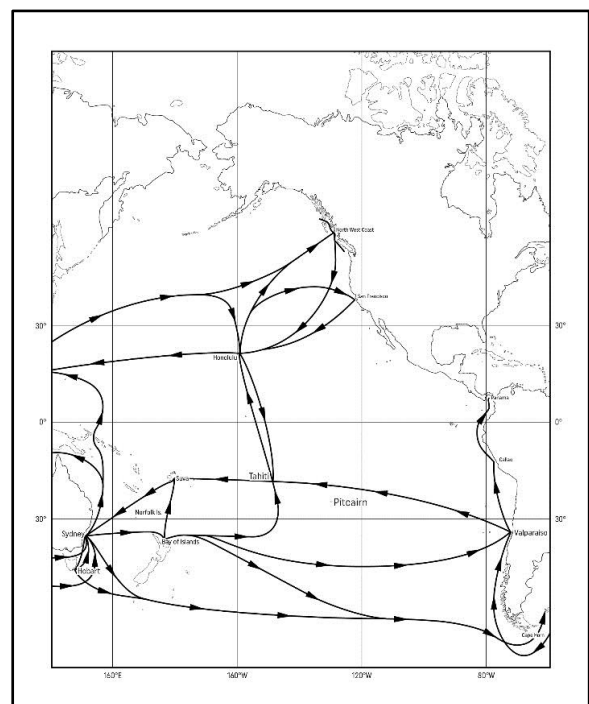 North West Coast
San Francisco
30°
30°
Honolulu
Panama
0°
0°
Callao
Tahiti
Suva
Pitcairn
Norfolk Is.
30°
30°
Sydney
Bay of Islands
Valparaiso
Hobart
Cape Horn
160°E
160°W
120°W
80°W